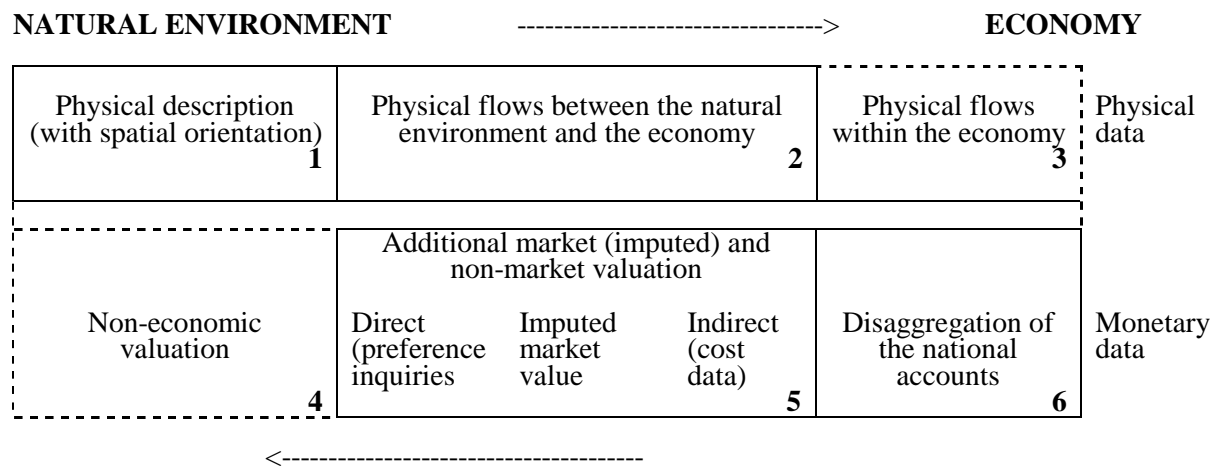 NATURAL ENVIRONMENT ---------------------------------> ECONOMY
Physical description
(with spatial orientation)
1
Physical flows between the natural
environment and the economy
2
Physical flows
within the economy
3
Physical
data
Additional market (imputed) and
non-market valuation
Non-economic
valuation
4
Direct
(preference
inquiries
Imputed
market
value
Indirect
(cost
data)
5
Disaggregation of
the national
accounts
6
Monetary
data
<---------------------------------------